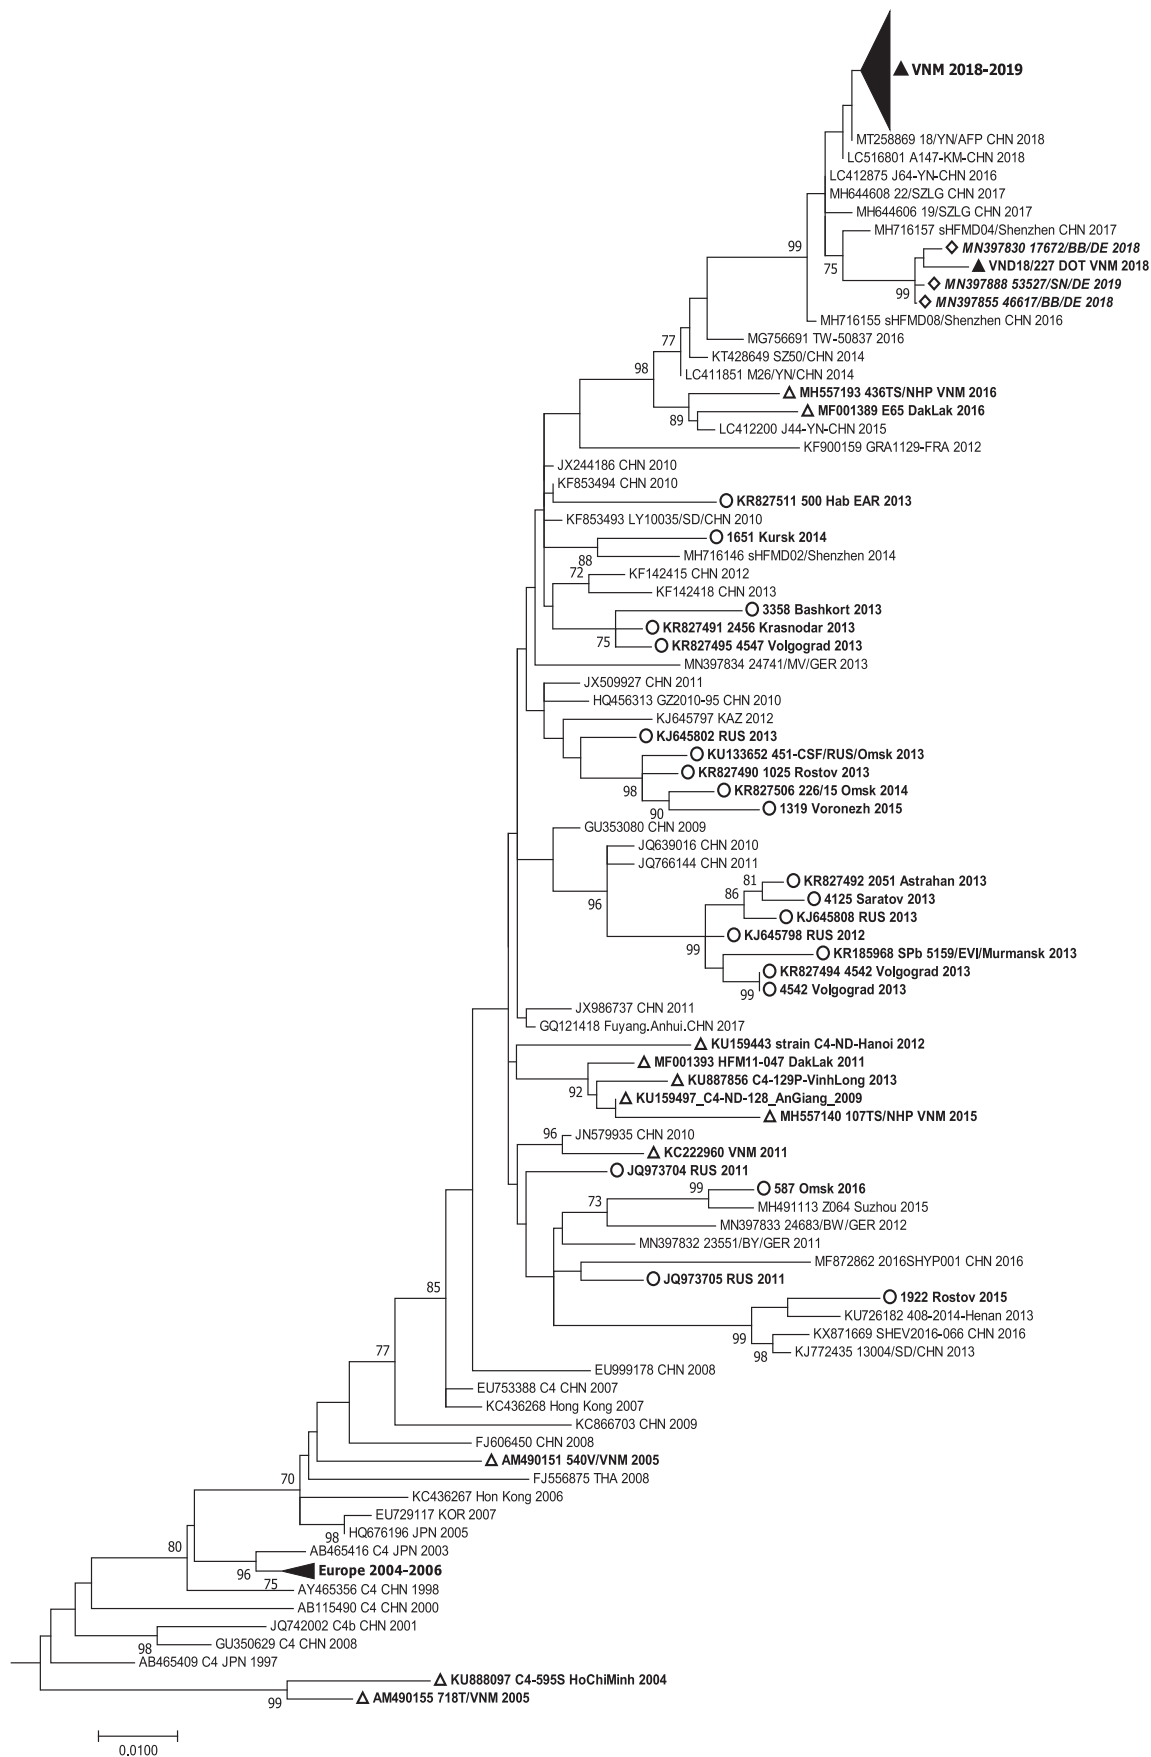 VNM 2018-2019
MT258869 18/YN/AFP CHN 2018
LC516801 A147-KM-CHN 2018
LC412875 J64-YN-CHN 2016
MH644608 22/SZLG CHN 2017
MH644606 19/SZLG CHN 2017
MH716157 sHFMD04/Shenzhen CHN 2017
MN397830 17672/BB/DE 2018
99
VND18/227 DOT VNM 2018
75
MN397888 53527/SN/DE 2019
99
MN397855 46617/BB/DE 2018
MH716155 sHFMD08/Shenzhen CHN 2016
MG756691 TW-50837 2016
77
KT428649 SZ50/CHN 2014
98
LC411851 M26/YN/CHN 2014
MH557193 436TS/NHP VNM 2016
MF001389 E65 DakLak 2016
89
LC412200 J44-YN-CHN 2015
KF900159 GRA1129-FRA 2012
JX244186 CHN 2010
KF853494 CHN 2010
KR827511 500 Hab EAR 2013
KF853493 LY10035/SD/CHN 2010
1651 Kursk 2014
88
MH716146 sHFMD02/Shenzhen 2014
72
KF142415 CHN 2012
KF142418 CHN 2013
3358 Bashkort 2013
KR827491 2456 Krasnodar 2013
75
KR827495 4547 Volgograd 2013
MN397834 24741/MV/GER 2013
JX509927 CHN 2011
HQ456313 GZ2010-95 CHN 2010
KJ645797 KAZ 2012
KJ645802 RUS 2013
KU133652 451-CSF/RUS/Omsk 2013
KR827490 1025 Rostov 2013
98
KR827506 226/15 Omsk 2014
90
1319 Voronezh 2015
GU353080 CHN 2009
JQ639016 CHN 2010
JQ766144 CHN 2011
81
KR827492 2051 Astrahan 2013
86
4125 Saratov 2013
96
KJ645808 RUS 2013
KJ645798 RUS 2012
99
KR185968 SPb 5159/EVI/Murmansk 2013
KR827494 4542 Volgograd 2013
99
4542 Volgograd 2013
JX986737 CHN 2011
GQ121418 Fuyang.Anhui.CHN 2017
KU159443 strain C4-ND-Hanoi 2012
MF001393 HFM11-047 DakLak 2011
KU887856 C4-129P-VinhLong 2013
92
KU159497_C4-ND-128_AnGiang_2009
MH557140 107TS/NHP VNM 2015
96
JN579935 CHN 2010
KC222960 VNM 2011
JQ973704 RUS 2011
99
587 Omsk 2016
73
MH491113 Z064 Suzhou 2015
MN397833 24683/BW/GER 2012
MN397832 23551/BY/GER 2011
MF872862 2016SHYP001 CHN 2016
JQ973705 RUS 2011
85
1922 Rostov 2015
KU726182 408-2014-Henan 2013
99
KX871669 SHEV2016-066 CHN 2016
98
KJ772435 13004/SD/CHN 2013
77
EU999178 CHN 2008
EU753388 C4 CHN 2007
KC436268 Hong Kong 2007
KC866703 CHN 2009
FJ606450 CHN 2008
AM490151 540V/VNM 2005
70
FJ556875 THA 2008
KC436267 Hon Kong 2006
EU729117 KOR 2007
98
HQ676196 JPN 2005
80
AB465416 C4 JPN 2003
96
Europe 2004-2006
75
AY465356 C4 CHN 1998
AB115490 C4 CHN 2000
JQ742002 C4b CHN 2001
98
GU350629 C4 CHN 2008
AB465409 C4 JPN 1997
KU888097 C4-595S HoChiMinh 2004
99
AM490155 718T/VNM 2005
0.0100